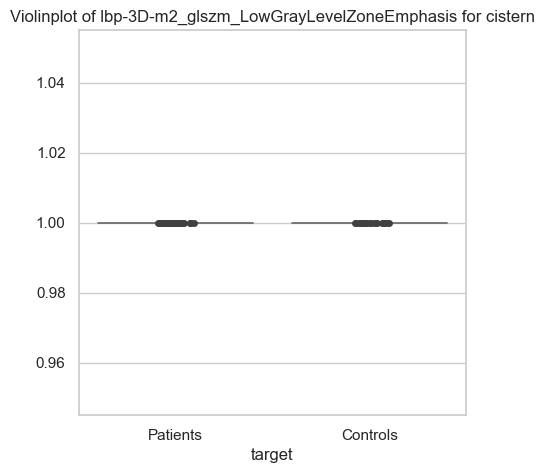 Violinplot of lbp-3D-m2_glszm_LowGrayLevelZoneEmphasis for cistern
1.04
1.02
1.00
0.98
0.96
Patients Controls
target